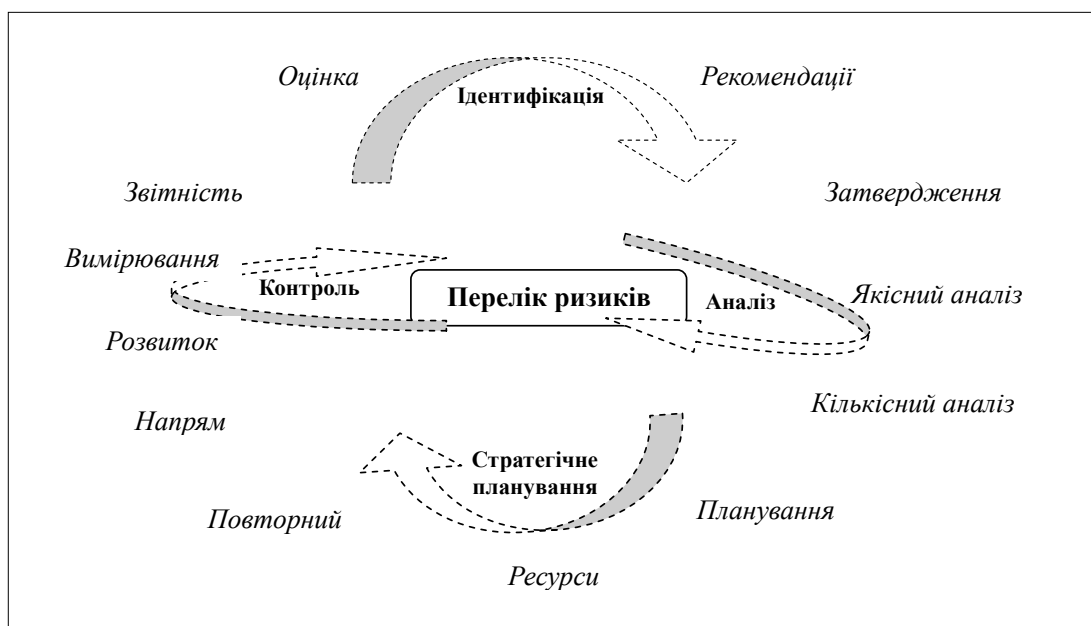 Оцінка
Рекомендації
Ідентифікація
Звітність
Затвердження
Вимірювання
Контроль
Перелік ризиків
Аналіз
Якісний аналіз
Розвиток
Напрям
Кількісний аналіз
Стратегічне
планування
Повторний
Планування
Ресурси